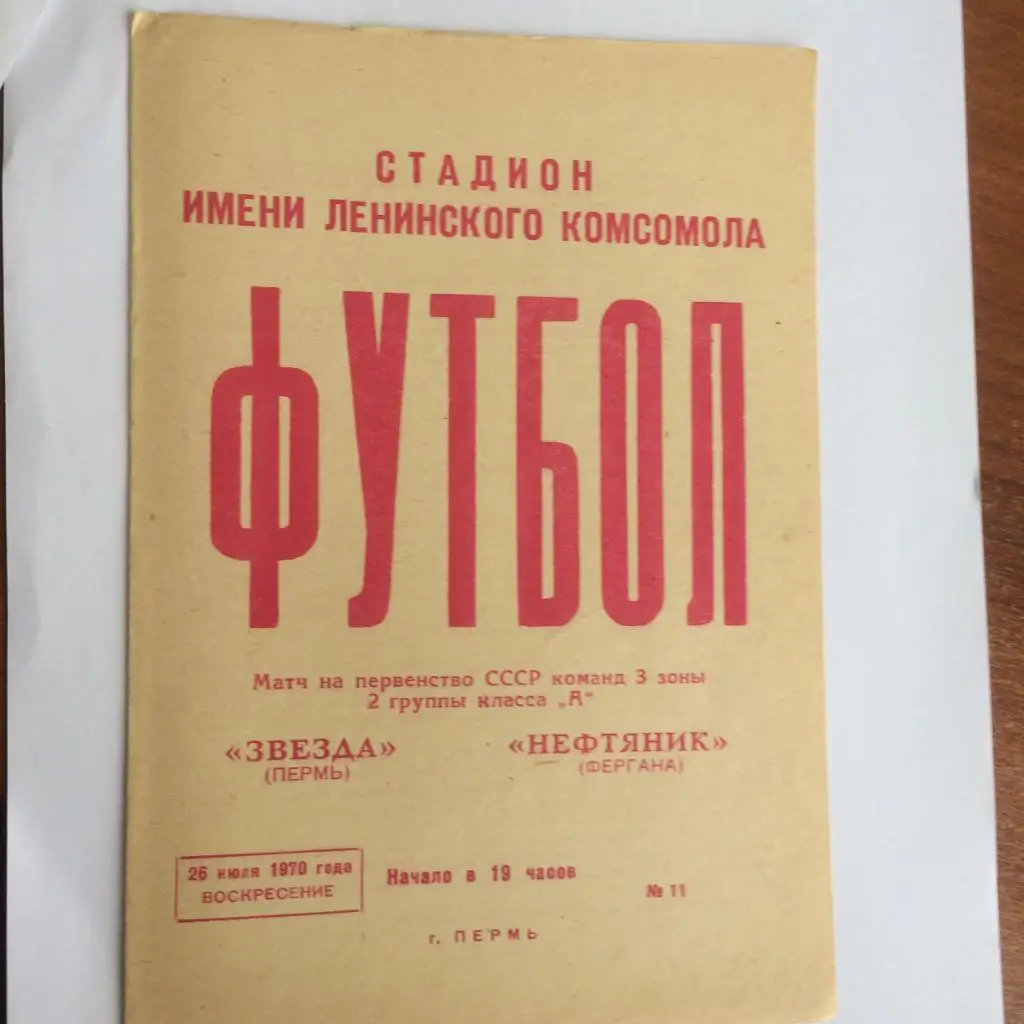 СТАДИОН
ИМЕНИ ЛЕНИНСКОГО КОМСОМОЛА
ФУТБОЛ
Матч на первенство СССР команд 3 зоны
2 группы класса „А“
«ЗВЕЗДА» «НЕФТЯНИК»
(ПЕРМЬ) (ФЕРГАНА)
26 июля 1970 года
ВОСКРЕСЕНИЕ
Начало в 19 часов
№ 11
г. ПЕРМЬ